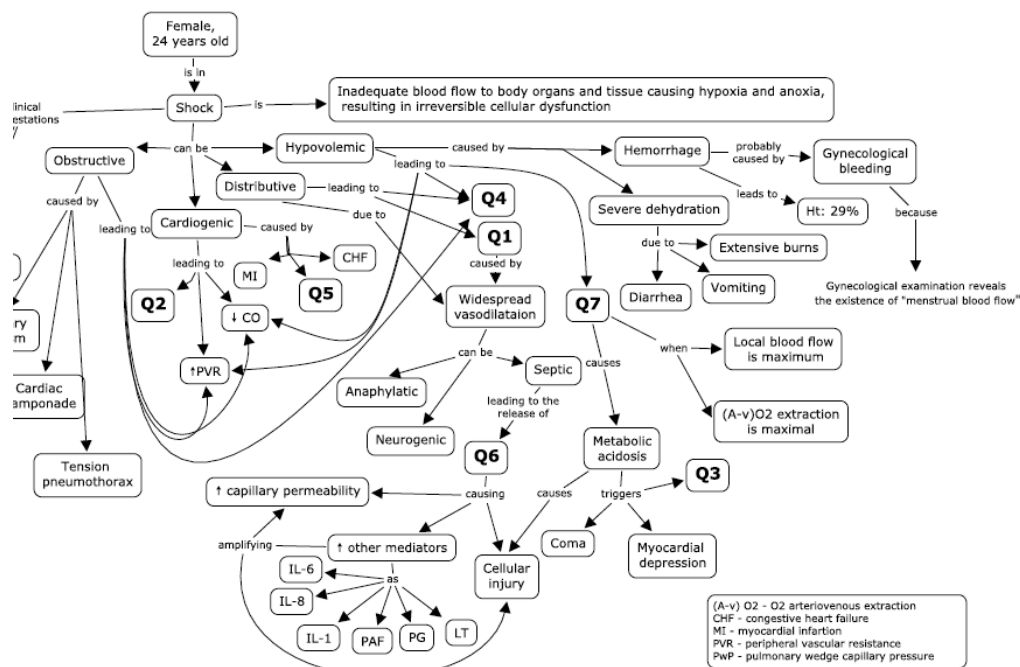 Female,
24 years old
is in
Shock
is
Inadequate blood flow to body organs and tissue causing hypoxia and anoxia,
resulting in irreversible cellular dysfunction
can be
Obstructive
Hypovolemic
caused by
Hemorrhage
probably
caused by
Gynecological
bleeding
leading to
Distributive
leading to
Q4
leads to
Ht: 29%
caused by
due to
Severe dehydration
because
leading to
Cardiogenic
caused by
Q1
due to
Extensive burns
MI
CHF
caused by
leading to
Q2
Q5
Diarrhea
Vomiting
Gynecological examination reveals
the existence of "menstrual blood flow"
↓ CO
Widespread
vasodilataion
Q7
when
Local blood flow
is maximum
can be
causes
↑PVR
Anaphylatic
Septic
Cardiac
Neurogenic
leading to the
release of
(A-v)O2 extraction
is maximal
Tension
pneumothorax
Q6
Metabolic
acidosis
Q3
↑ capillary permeability
causing
causes
triggers
amplifying
↑ other mediators
Coma
Myocardial
depression
Cellular
injury
as
IL-6
IL-8
IL-1
PAF
PG
LT
(A-v) O2 - O2 arteriovenous extraction
CHF - congestive heart failure
MI - myocardial infartion
PVR - peripheral vascular resistance
PwP - pulmonary wedge capillary pressure